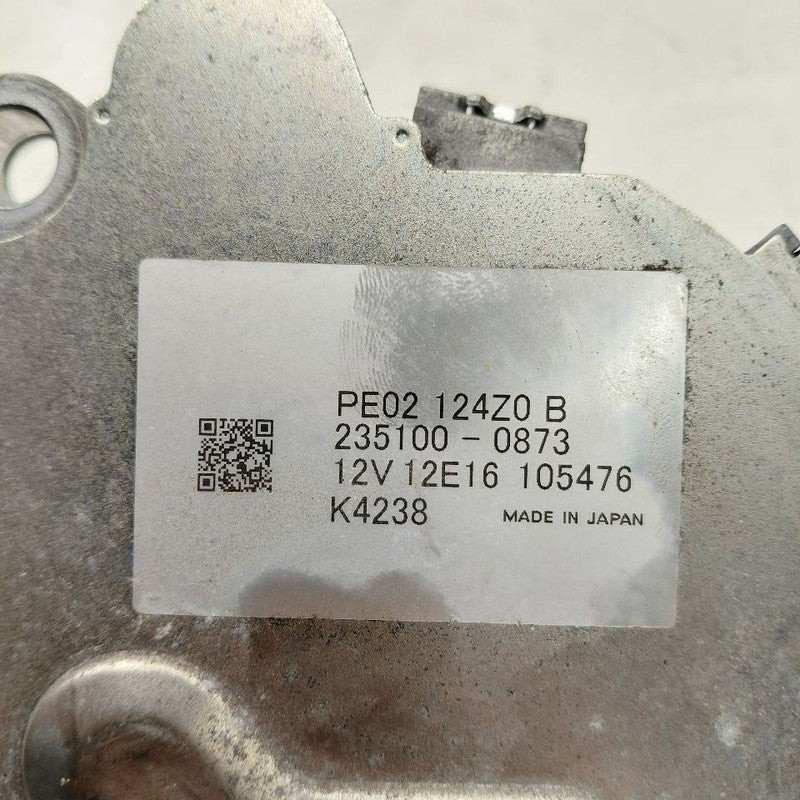 PE02 124Z0 B
235100-0873
12V 12E16 105476
K4238 MADE IN JAPAN